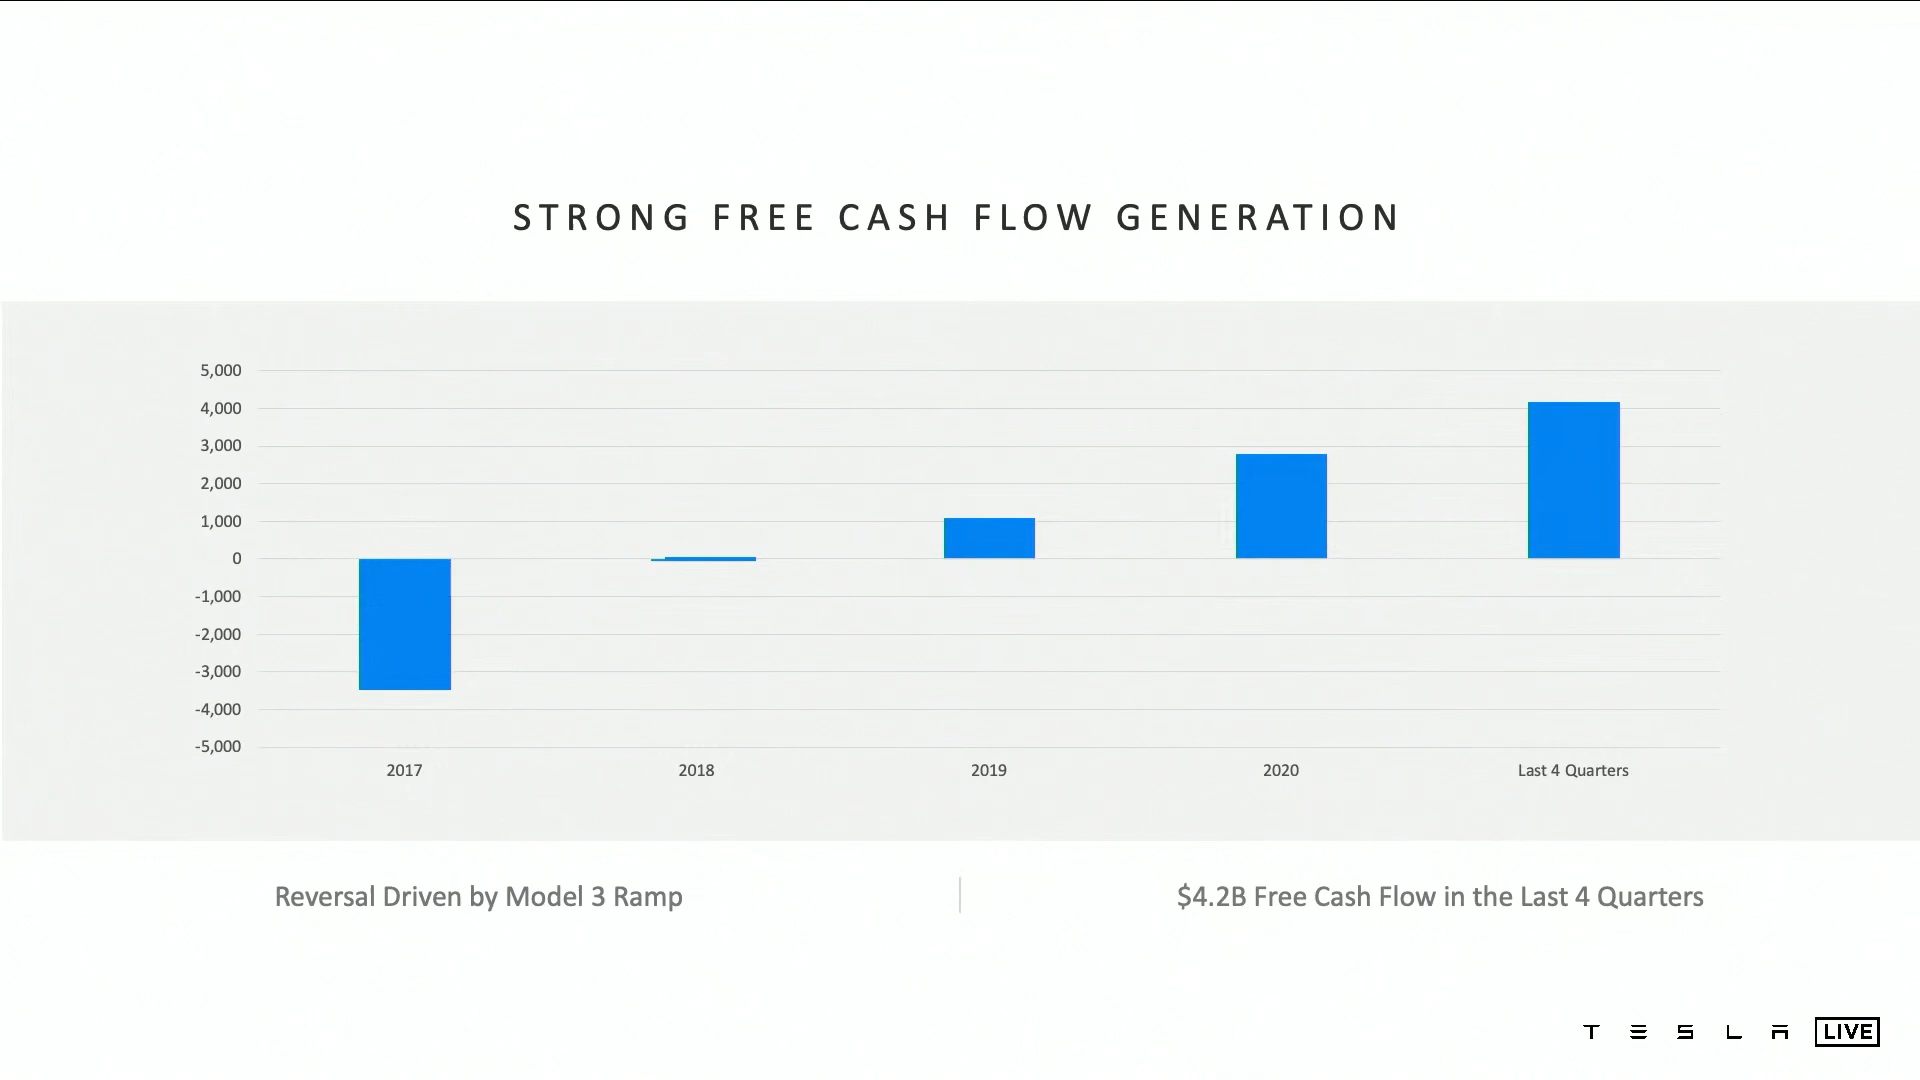 STRONG FREE CASH FLOW GENERATION
5,000
4,000
3,000
2,000
1,000
0
-1,000
-2,000
-3,000
-4,000
-5,000
2017 2018 2019 2020 Last 4 Quarters
Reversal Driven by Model 3 Ramp
$4.2B Free Cash Flow in the Last 4 Quarters
TESLA LIVE